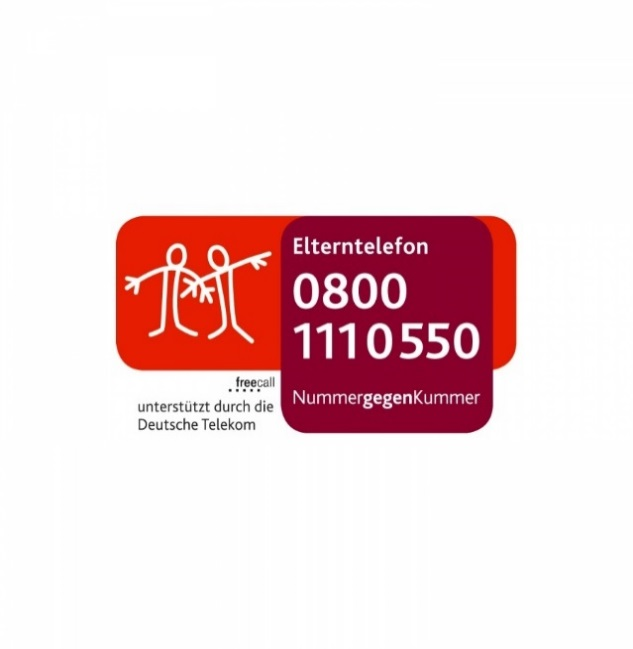 Elterntelefon
0800
1110550
NummergegenKummer
freecall
unterstützt durch die
Deutsche Telekom